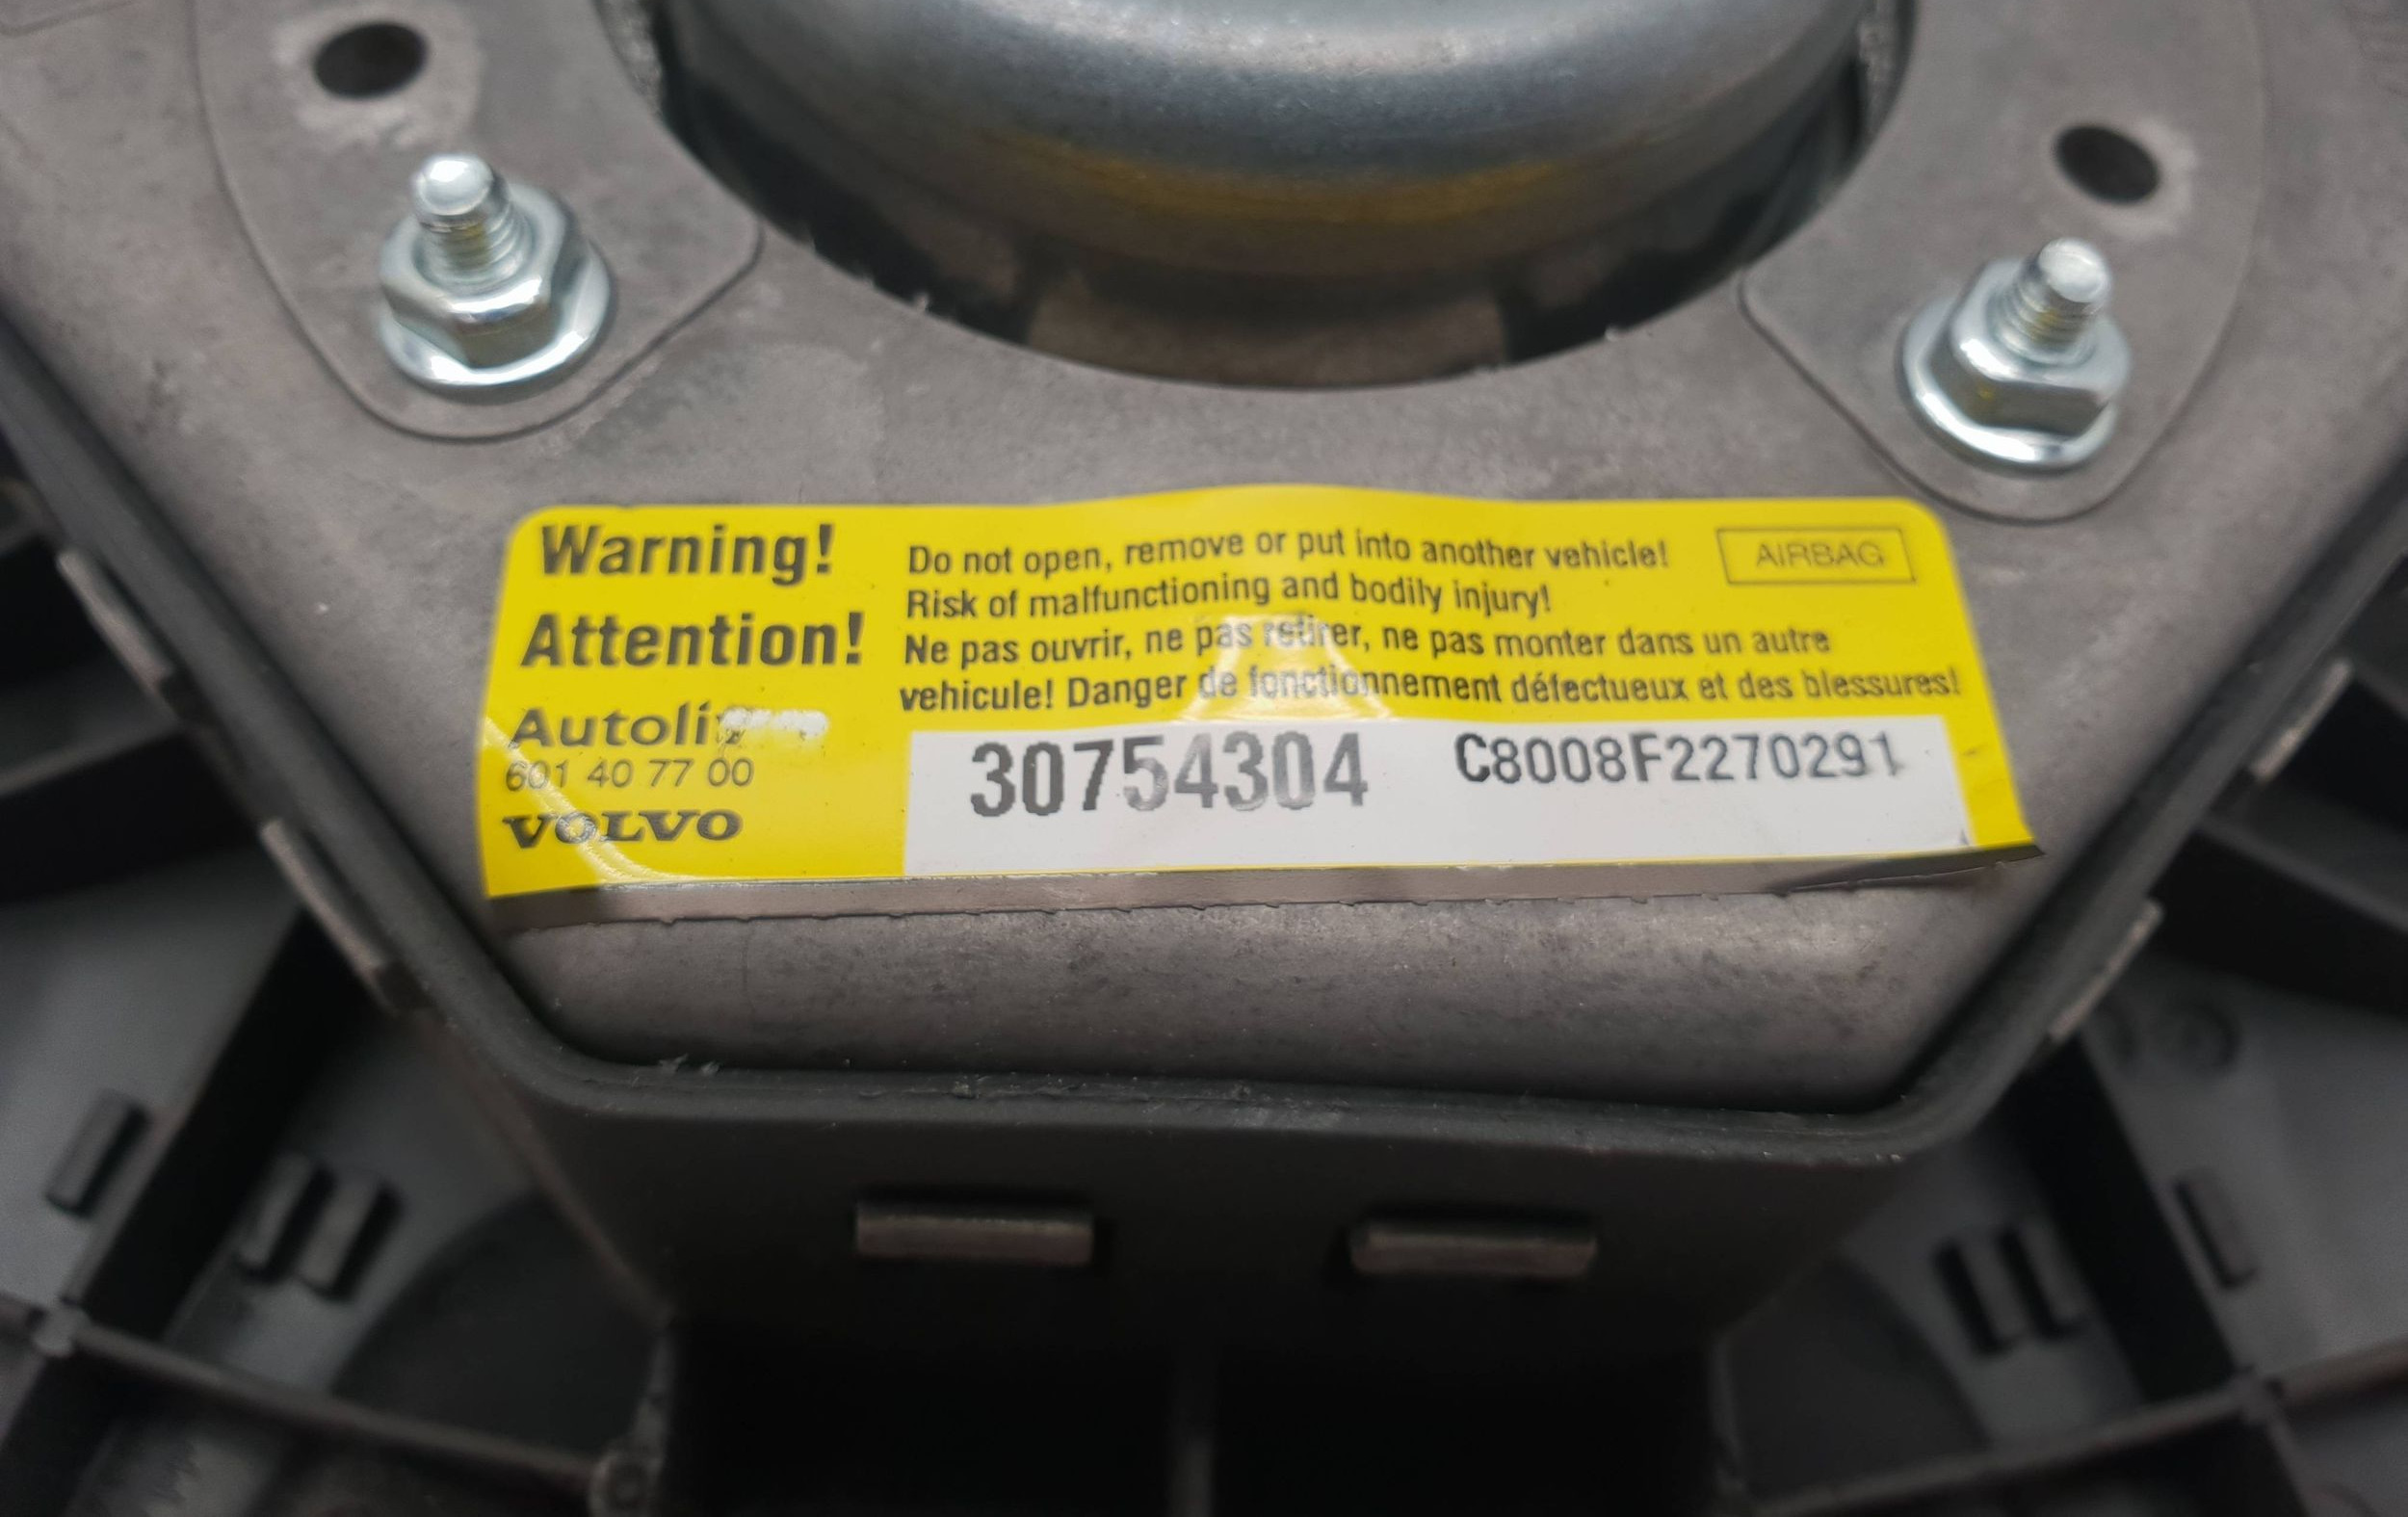 Warning!
Attention!
Autoliv
601 40 77 00
VOLVO
Do not open, remove or put into another vehicle!
Risk of malfunctioning and bodily injury!
Ne pas ouvrir, ne pas retirer, ne pas monter dans un autre
vehicule! Danger de fonctionnement défectueux et des blessures!
AIRBAG
30754304
C8008F2270291